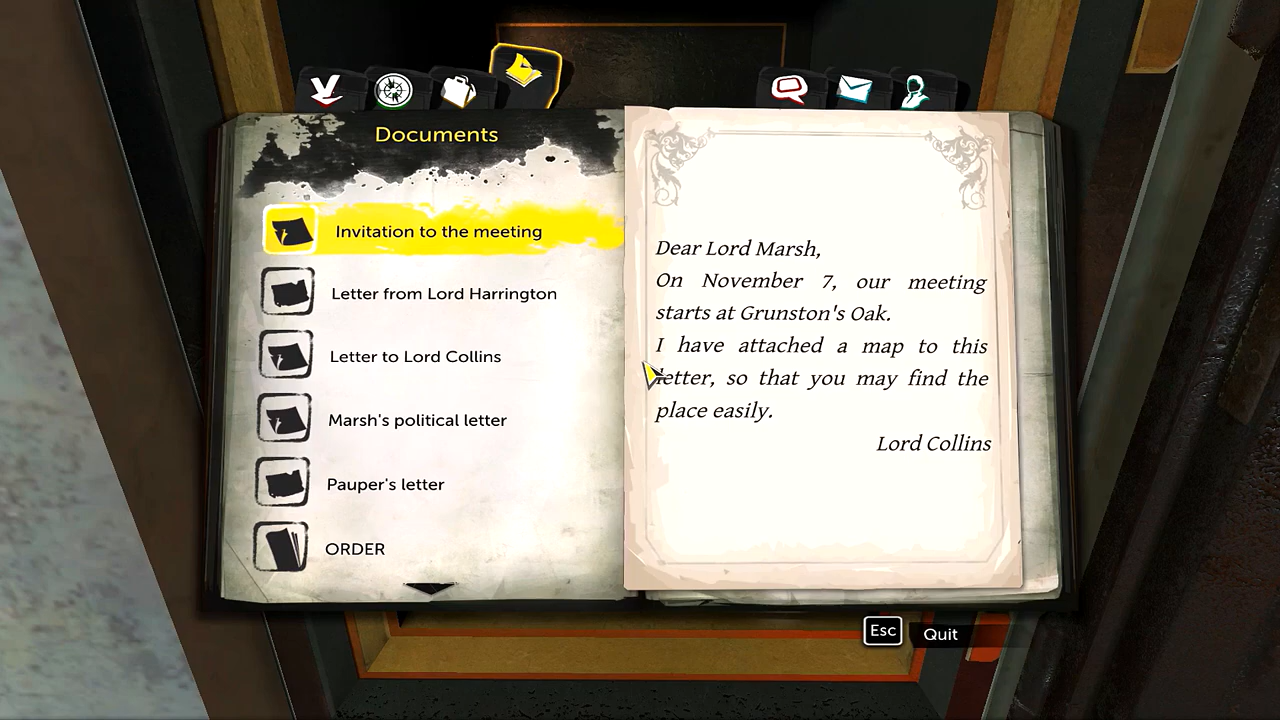 Documents
Invitation to the meeting
Letter from Lord Harrington
Letter to Lord Collins
Marsh's political letter
Pauper's letter
ORDER
Dear Lord Marsh,
On November 7, our meeting
starts at Grunston's Oak.
I have attached a map to this
letter, so that you may find the
place easily.
Lord Collins
Esc Quit